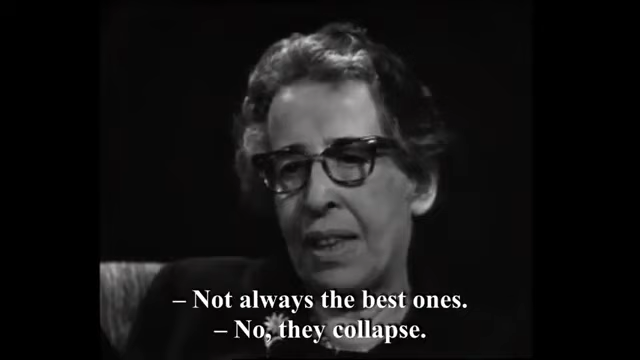 – Not always the best ones.
– No, they collapse.